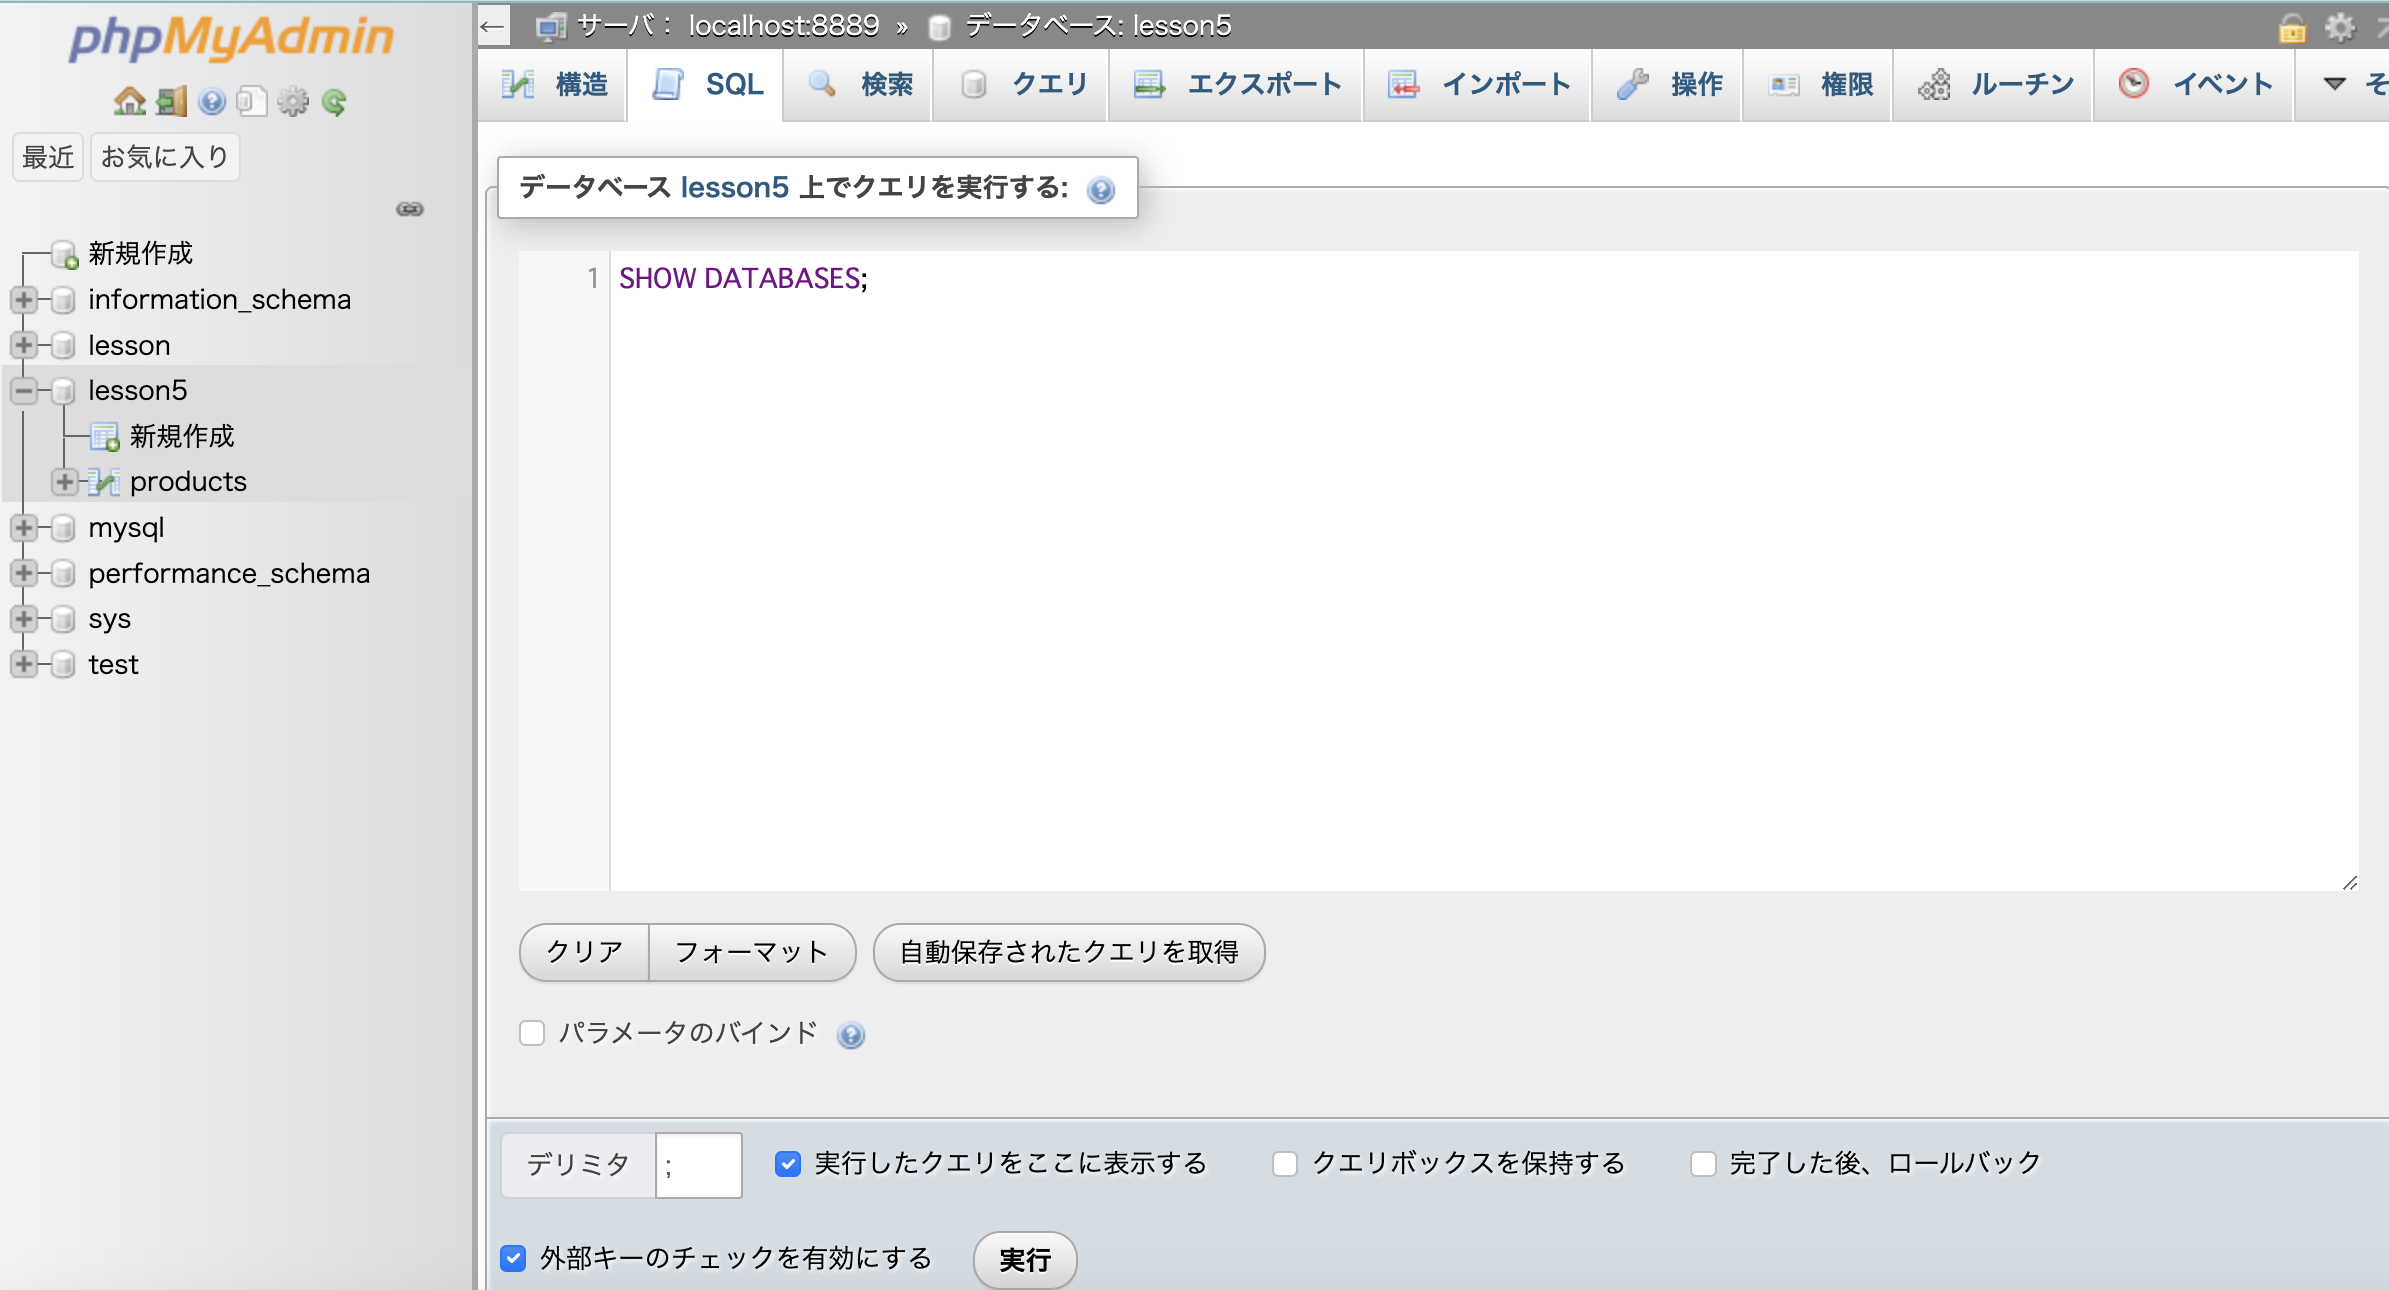 phpMyAdmin
最近 お気に入り
新規作成
information_schema
lesson
lesson5
新規作成
products
mysql
performance_schema
sys
test
サーバ: localhost:8889 » データベース: lesson5
構造 SQL 検索 クエリ エクスポート インポート 操作 権限 ルーチン イベント そ
データベース lesson5 上でクエリを実行する:
1 SHOW DATABASES;
クリア フォーマット 自動保存されたクエリを取得
パラメータのバインド
デリミタ ; 実行したクエリをここに表示する クエリボックスを保持する 完了した後、ロールバック
外部キーのチェックを有効にする 実行